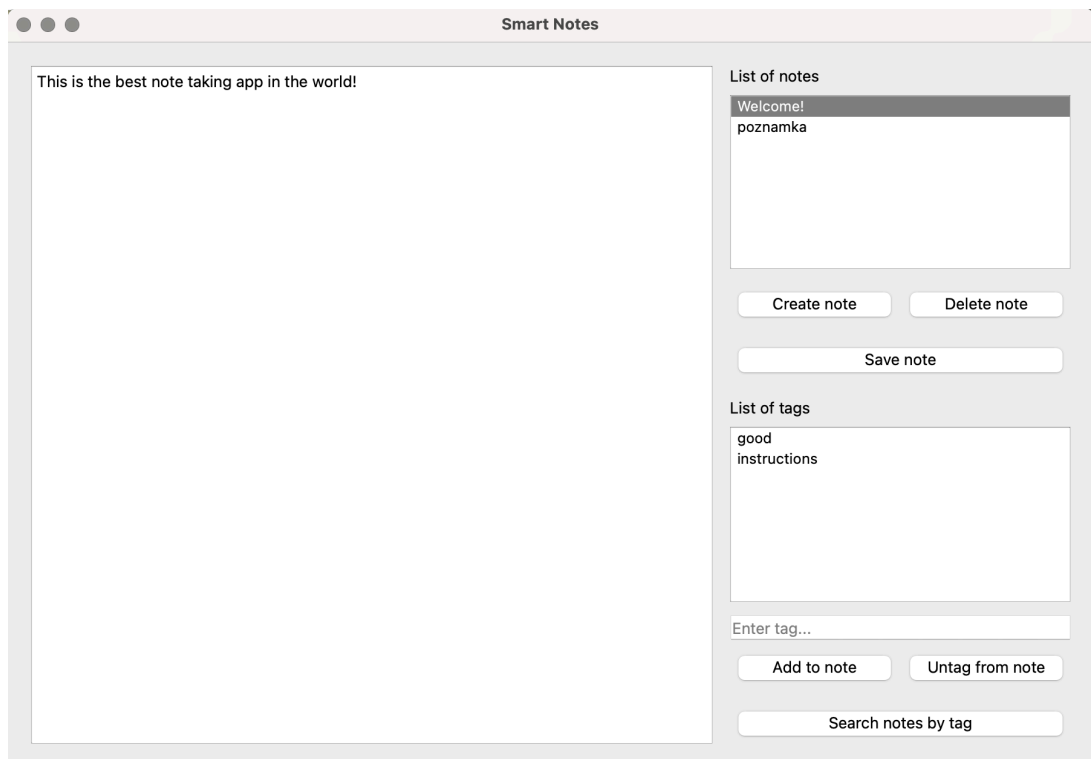 Smart Notes
This is the best note taking app in the world!
List of notes
Welcome!
poznamka
Create note
Delete note
Save note
List of tags
good
instructions
Enter tag...
Add to note
Untag from note
Search notes by tag